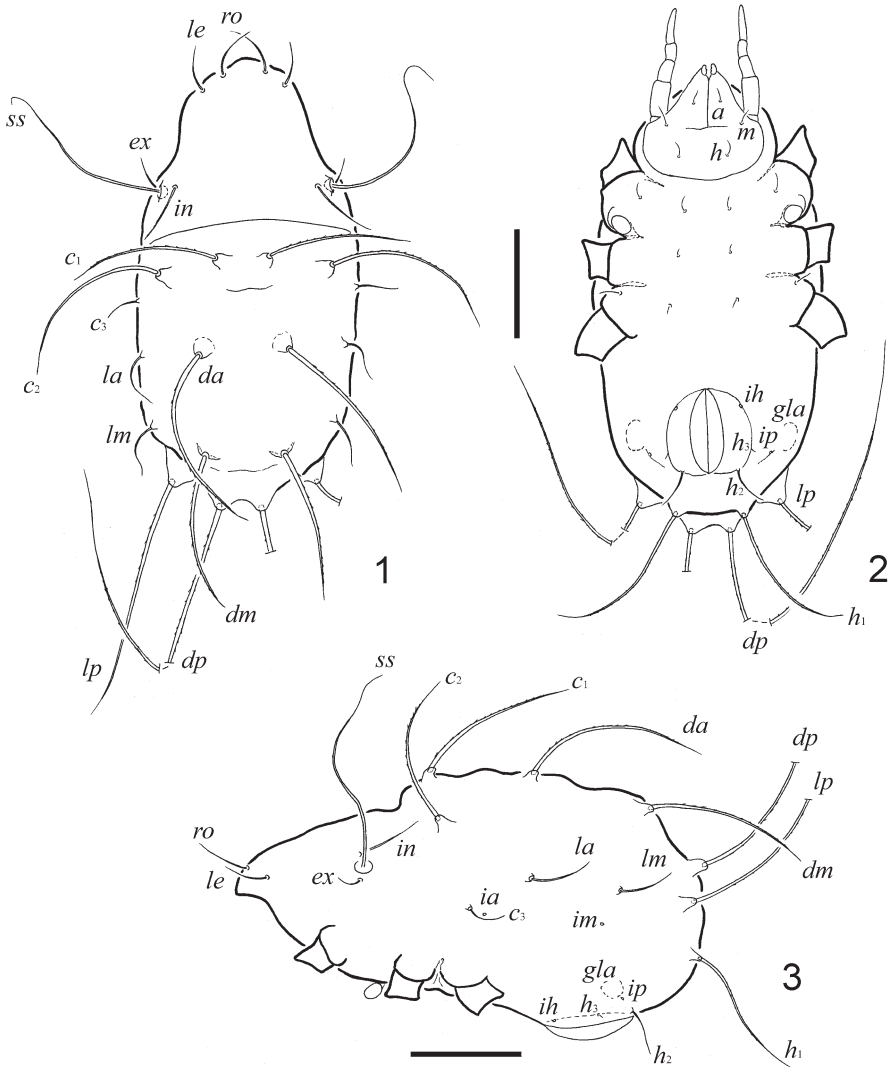 ro
le
ss
ex
in
c1
c2
c3
la
da
lm
dm
lp
dp
1
a
m
h
ih
gla
h3
ip
h2
lp
h1
dp
2
ss
c2
c1
da
dp
lp
ro
le
in
ex
la
lm
dm
ia
c3
im
gla
ip
ih
h3
h2
h1
3